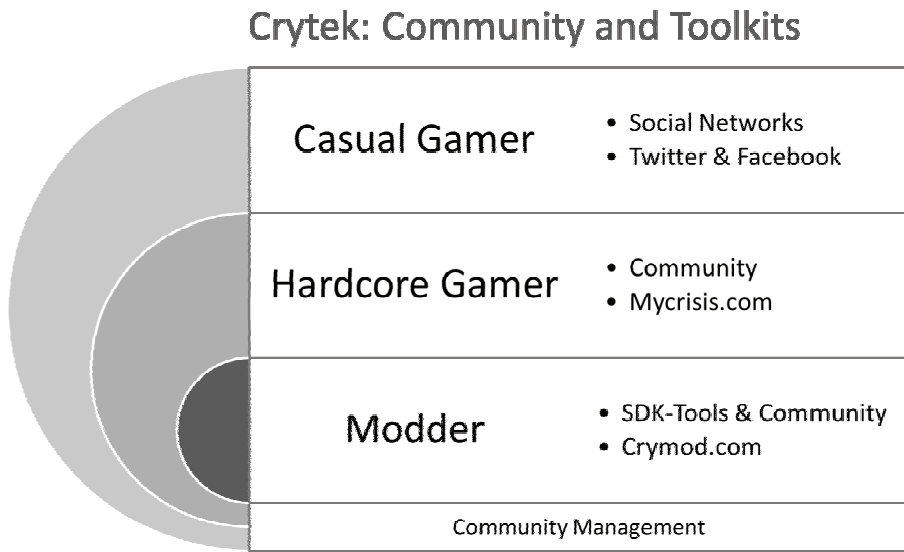 Crytek: Community and Toolkits
Casual Gamer
• Social Networks
• Twitter & Facebook
Hardcore Gamer
• Community
• Mycrisis.com
Modder
• SDK-Tools & Community
• Crymod.com
Community Management